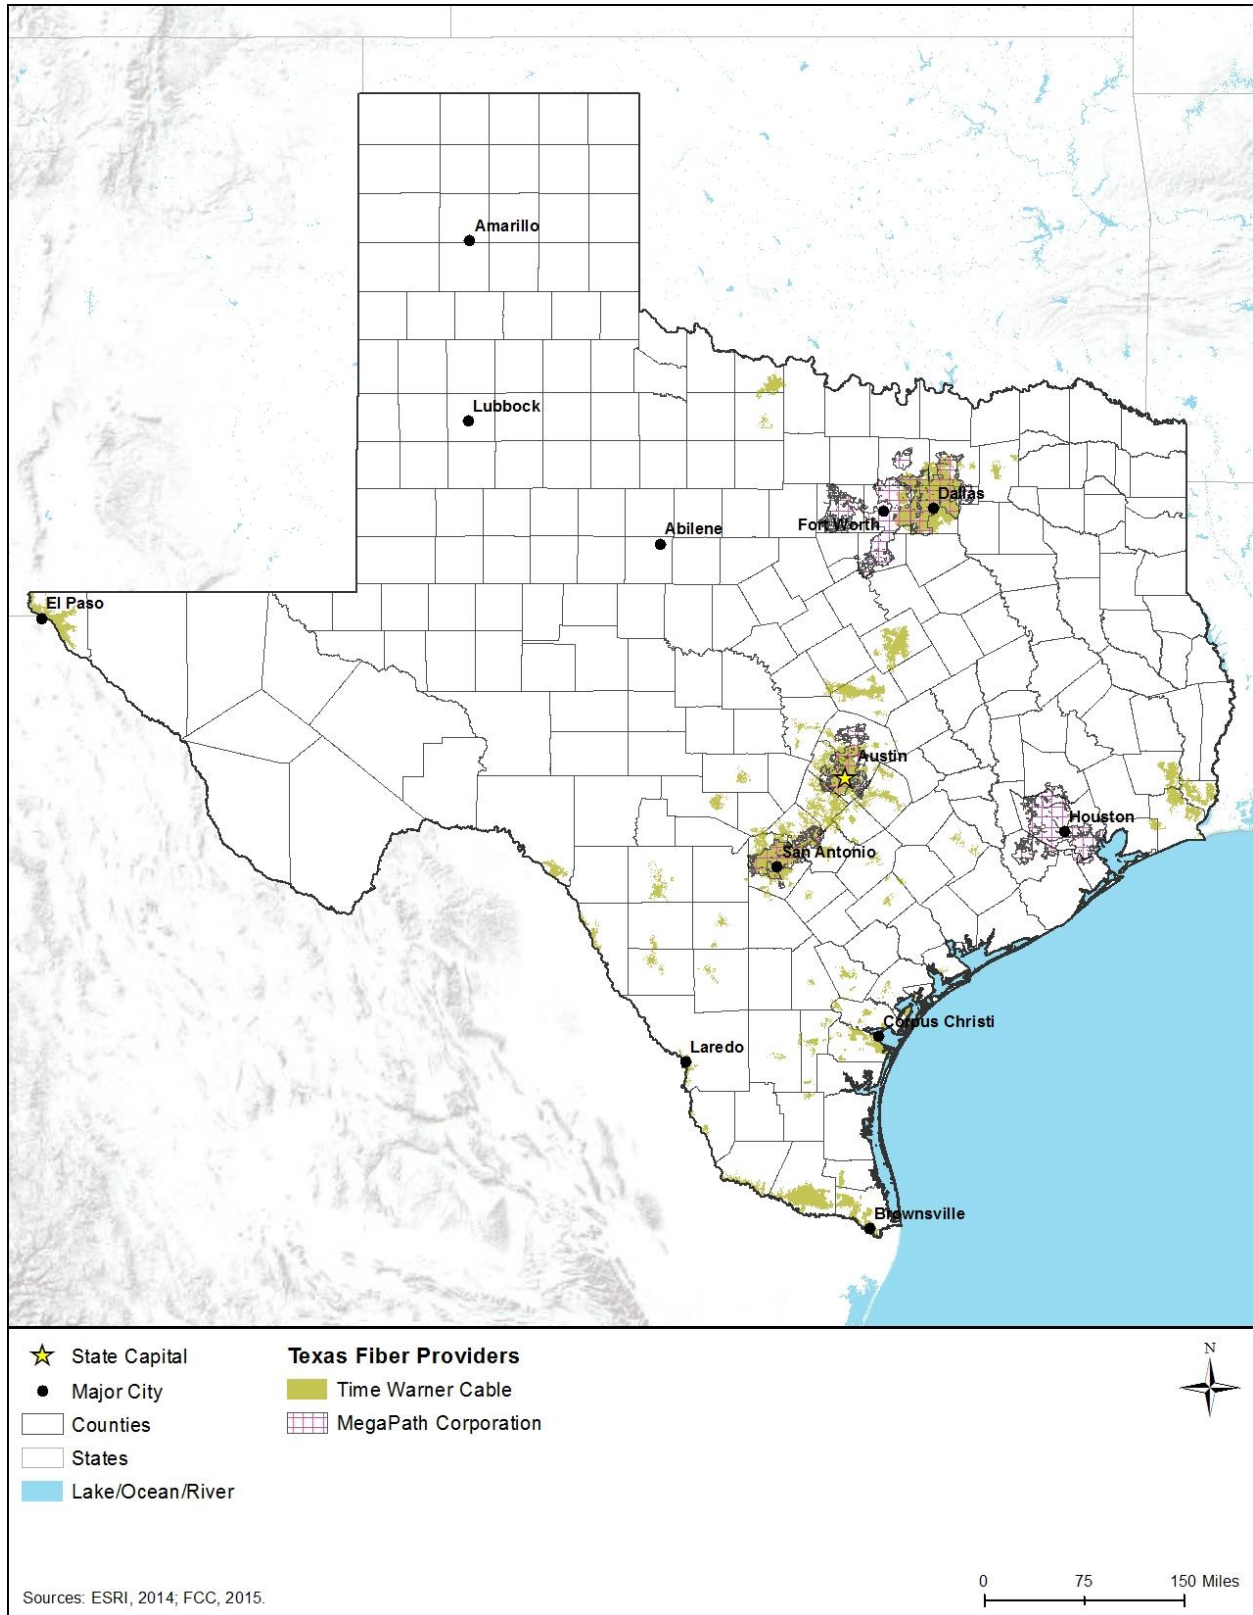 Amarillo
Lubbock
Dallas
Fort Worth
Abilene
El Paso
Austin
Houston
San Antonio
Corpus Christi
Laredo
Brownsville
State Capital
Major City
Counties
States
Lake/Ocean/River
Texas Fiber Providers
Time Warner Cable
MegaPath Corporation
N
Sources: ESRI, 2014; FCC, 2015.
0 75 150 Miles